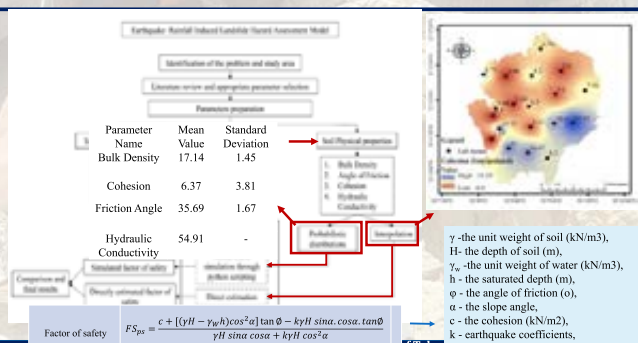 Earthquake Rainfall Induced Landslide Hazard Assessment Model
Identification of the problem and study area
Literature review and appropriate parameter selection
Parameters preparation
Parameter Name Mean Value Standard Deviation
Bulk Density 17.14 1.45
Cohesion 6.37 3.81
Friction Angle 35.69 1.67
Hydraulic Conductivity 54.91 -
Soil Physical properties
1. Bulk Density
2. Angle of Friction
3. Cohesion
4. Hydraulic Conductivity
Probabilistic distributions
Interpolation
Simulated factor of safety
simulation through python scripting
Comparison and final results
Directly estimated factor of safety
Direct estimation
Factor of safety FS_ps = c + [(γH − γ_W h)cos²α] tan Ø − kγH sinα.cosα.tanØ / γH sinα cosα + kγH cos²α
γ -the unit weight of soil (kN/m3),
H- the depth of soil (m),
γw -the unit weight of water (kN/m3),
h - the saturated depth (m),
φ - the angle of friction (o),
α - the slope angle,
c - the cohesion (kN/m2),
k - earthquake coefficients,